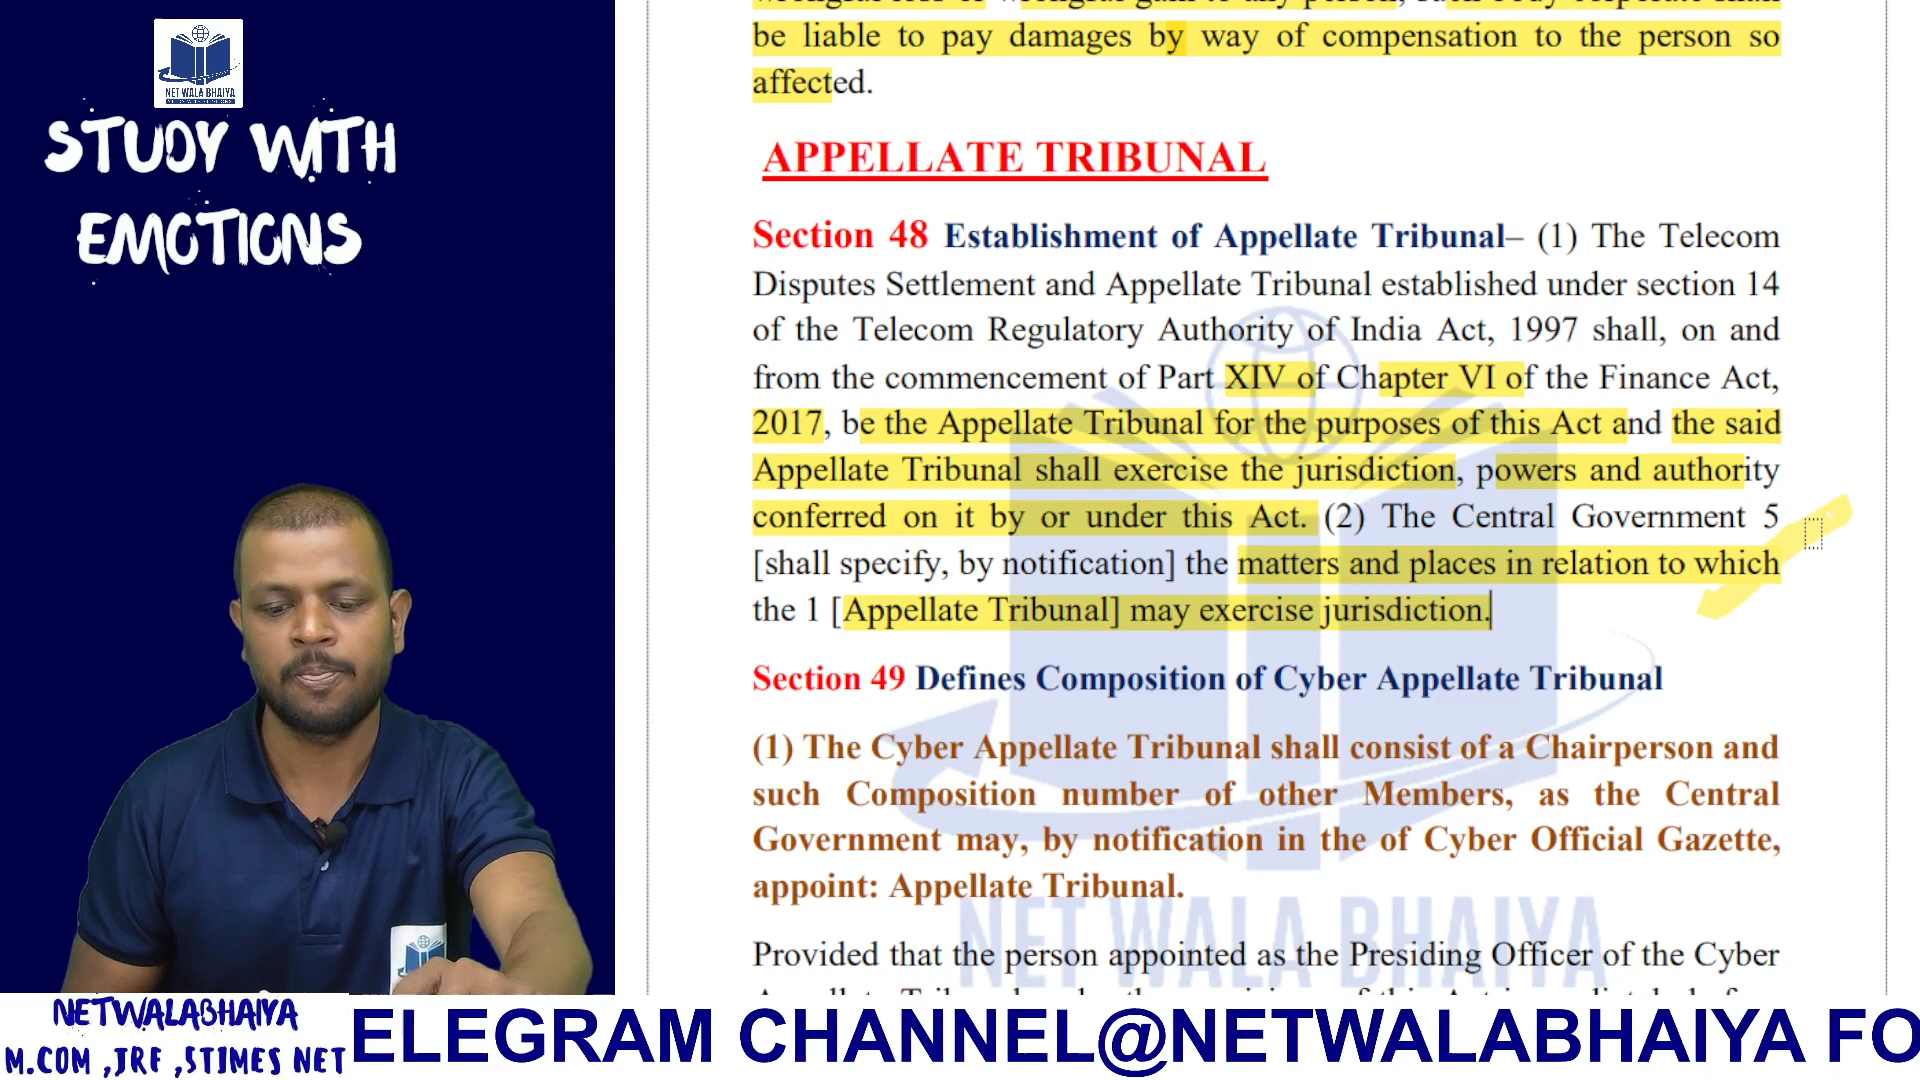 NET WALA BHAIYA
STUDY WITH
EMOTIONS
be liable to pay damages by way of compensation to the person so
affected.
APPELLATE TRIBUNAL
Section 48 Establishment of Appellate Tribunal– (1) The Telecom
Disputes Settlement and Appellate Tribunal established under section 14
of the Telecom Regulatory Authority of India Act, 1997 shall, on and
from the commencement of Part XIV of Chapter VI of the Finance Act,
2017, be the Appellate Tribunal for the purposes of this Act and the said
Appellate Tribunal shall exercise the jurisdiction, powers and authority
conferred on it by or under this Act. (2) The Central Government 5
[shall specify, by notification] the matters and places in relation to which
the 1 [Appellate Tribunal] may exercise jurisdiction.
Section 49 Defines Composition of Cyber Appellate Tribunal
(1) The Cyber Appellate Tribunal shall consist of a Chairperson and
such Composition number of other Members, as the Central
Government may, by notification in the of Cyber Official Gazette,
appoint: Appellate Tribunal.
NET WALA BHAIYA
Provided that the person appointed as the Presiding Officer of the Cyber
NETWALABHAIYA
M.COM ,JRF ,STIMES NET
ELEGRAM CHANNEL@NETWALABHAIYA FO